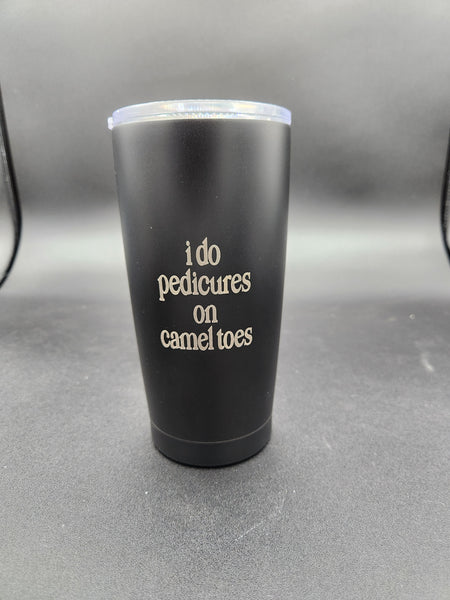 i do
pedicures
on
camel toes